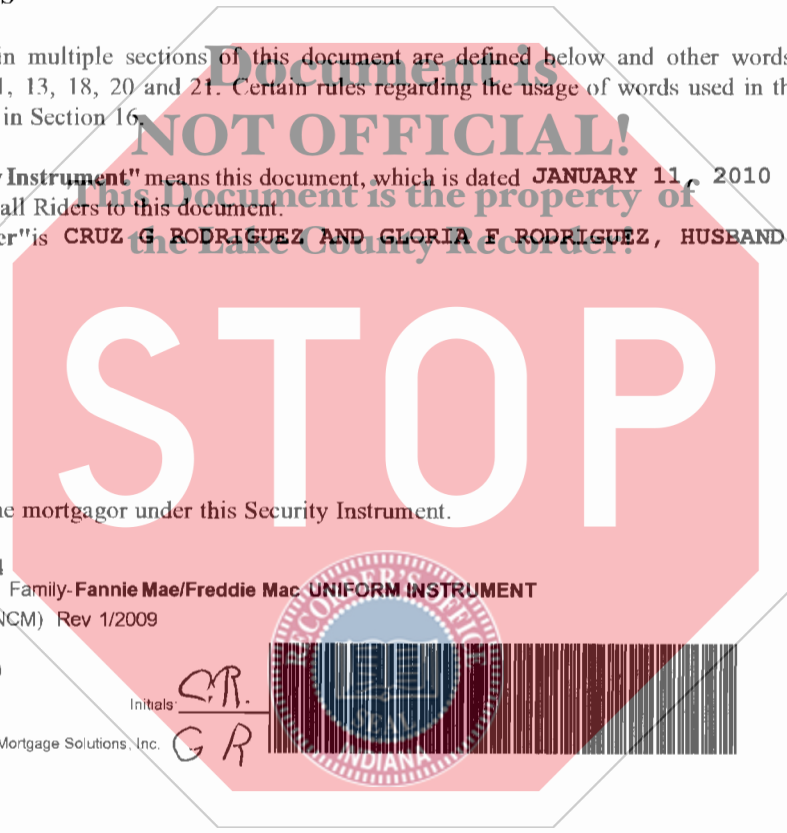 S
in multiple sections of this document are defined below and other words
1, 13, 18, 20 and 21. Certain rules regarding the usage of words used in th
in Section 16.
Document is
NOT OFFICIAL!
This Document is the property of
the Lake County Recorder!
Instrument" means this document, which is dated JANUARY 11, 2010
all Riders to this document.
er"is CRUZ G RODRIGUEZ AND GLORIA F RODRIGUEZ, HUSBAND
STOP
e mortgagor under this Security Instrument.
Family-Fannie Mae/Freddie Mac UNIFORM INSTRUMENT
NCM) Rev 1/2009
)
Initials: C.R.
G R
Mortgage Solutions, Inc.
RECORDER'S OFFICE
SEAL
INDIANA